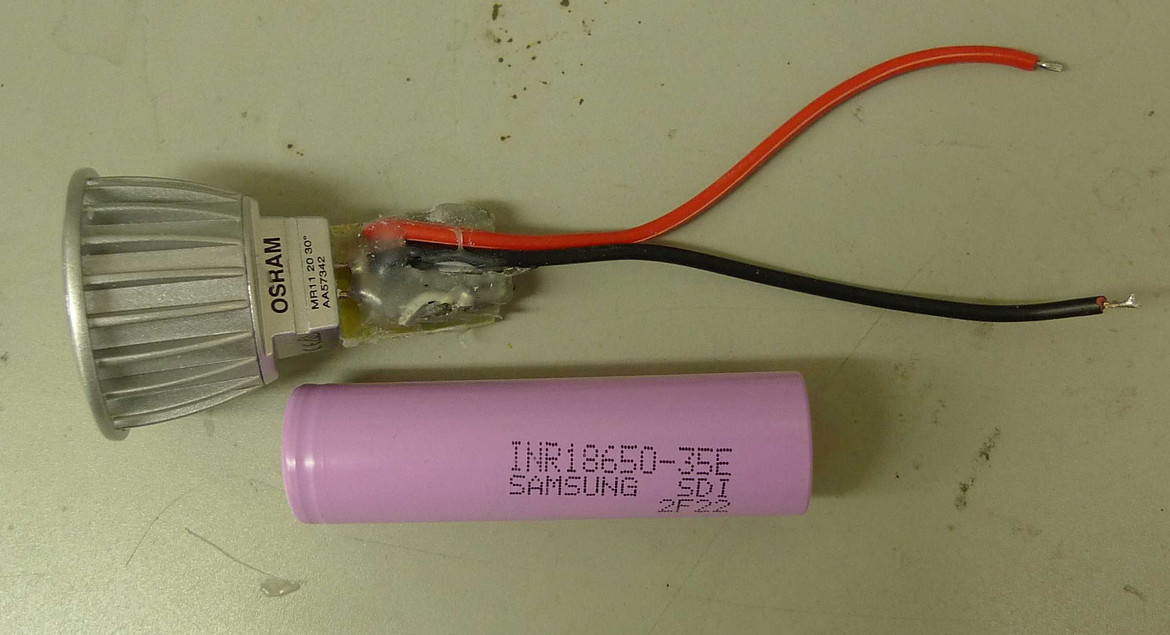 OSRAM
MR11 20 30°
AA57342
INR18650-35E
SAMSUNG SDI
2F22